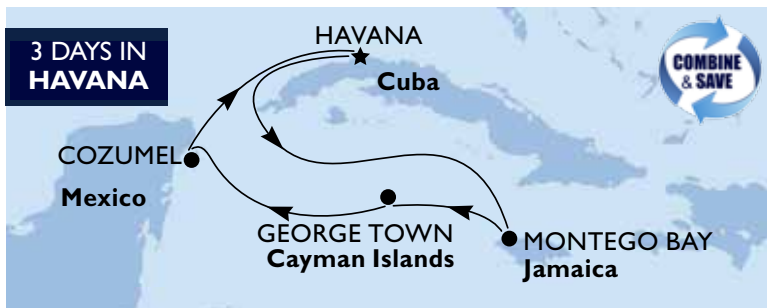 3 DAYS IN
HAVANA
HAVANA
Cuba
COMBINE
& SAVE
COZUMEL
Mexico
GEORGE TOWN
Cayman Islands
MONTEGO BAY
Jamaica